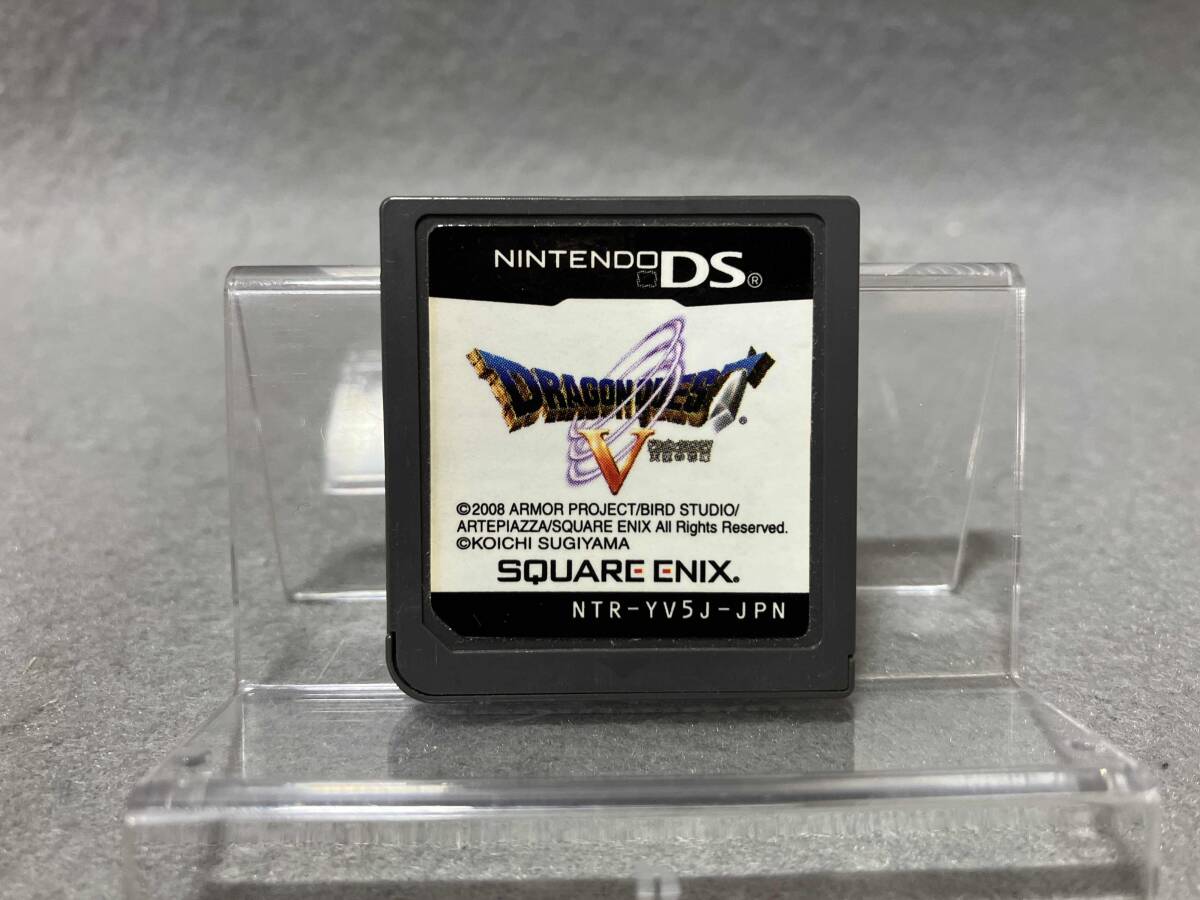 NINTENDO DS®
DRAGON QUEST®
V
©2008 ARMOR PROJECT/BIRD STUDIO/
ARTEPIAZZA/SQUARE ENIX All Rights Reserved.
©KOICHI SUGIYAMA
SQUARE ENIX®
NTR-YV5J-JPN